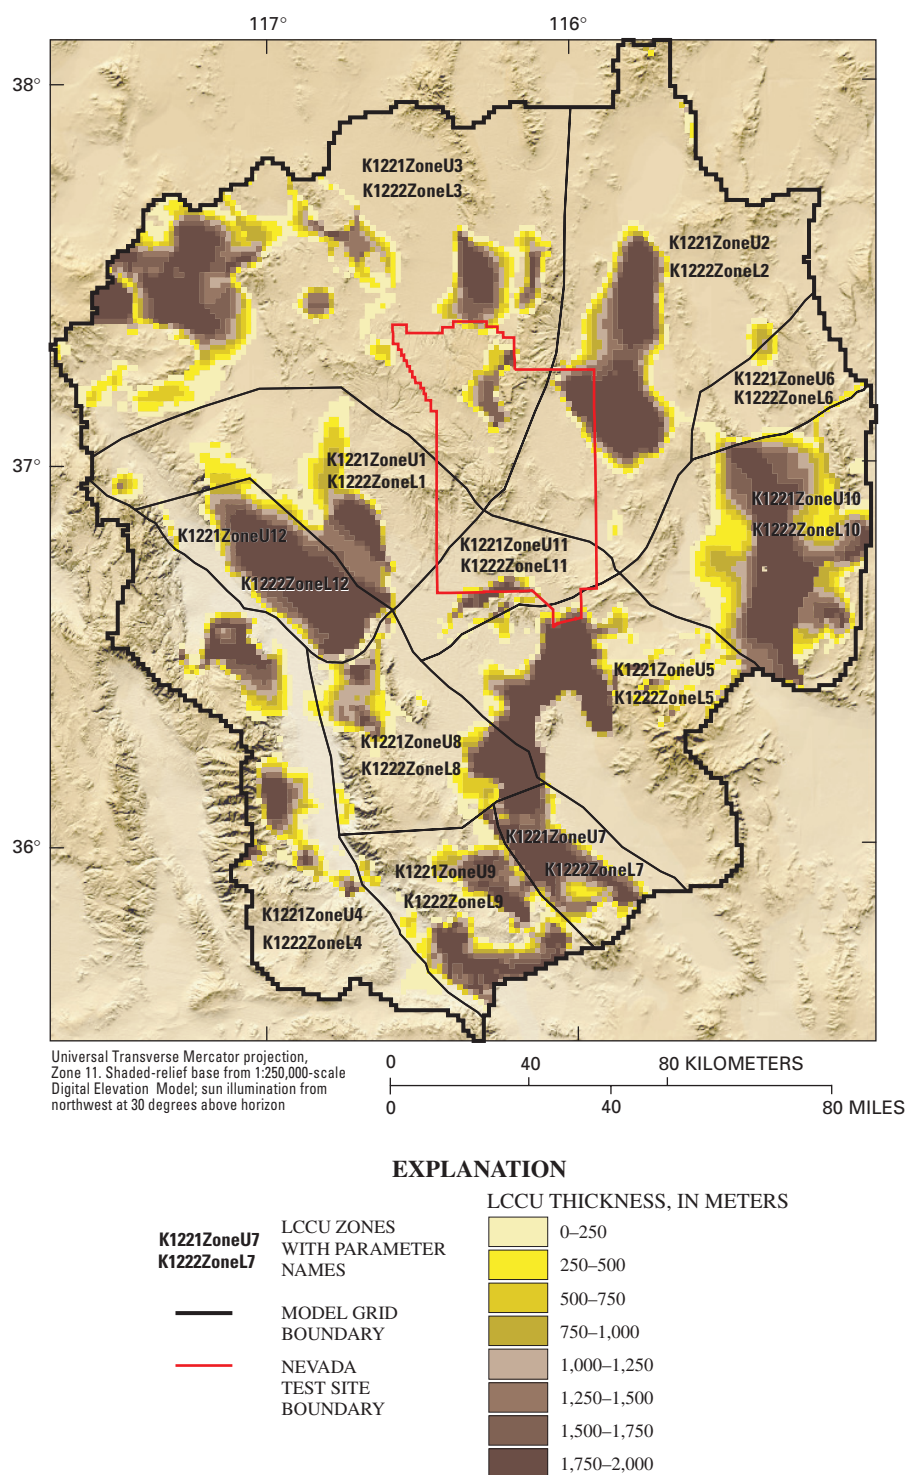 117°
116°
38°
K1221ZoneU3
K1222ZoneL3
K1221ZoneU2
K1222ZoneL2
K1221ZoneU6
K1222ZoneL6
37°
K1221ZoneU1
K1222ZoneL1
K1221ZoneU10
K1222ZoneL10
K1221ZoneU12
K1222ZoneL12
K1221ZoneU11
K1222ZoneL11
K1221ZoneU5
K1222ZoneL5
K1221ZoneU8
K1222ZoneL8
36°
K1221ZoneU7
K1222ZoneL7
K1221ZoneU9
K1222ZoneL9
K1221ZoneU4
K1222ZoneL4
Universal Transverse Mercator projection,
Zone 11. Shaded-relief base from 1:250,000-scale
Digital Elevation Model; sun illumination from
northwest at 30 degrees above horizon
0 40 80 KILOMETERS
0 40 80 MILES
EXPLANATION
K1221ZoneU7
K1222ZoneL7
LCCU ZONES
WITH PARAMETER
NAMES
MODEL GRID
BOUNDARY
NEVADA
TEST SITE
BOUNDARY
LCCU THICKNESS, IN METERS
0–250
250–500
500–750
750–1,000
1,000–1,250
1,250–1,500
1,500–1,750
1,750–2,000